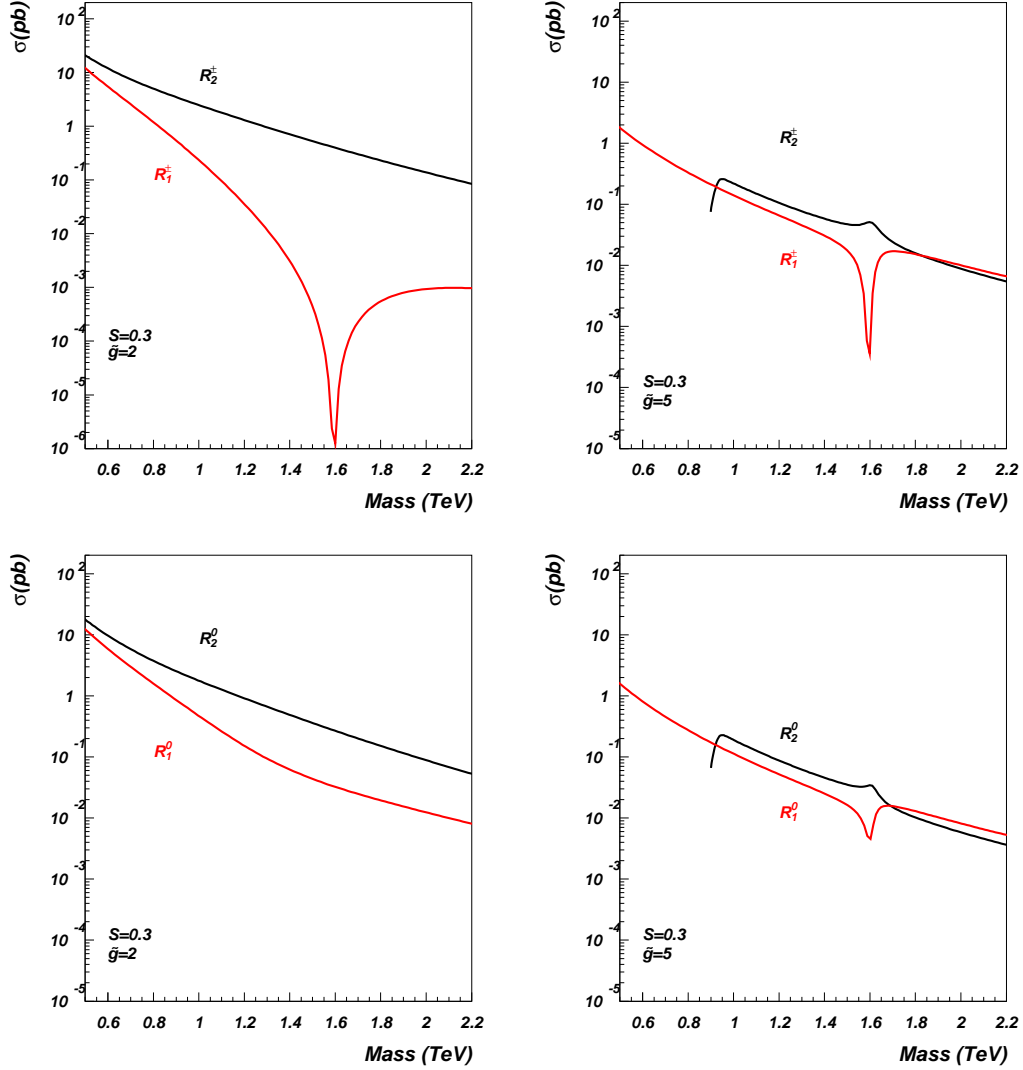 σ(pb)
10²
10
1
10⁻¹
10⁻²
10⁻³
10⁻⁴
10⁻⁵
10⁻⁶
R₂±
R₁±
S=0.3
g̃=2
0.6 0.8 1 1.2 1.4 1.6 1.8 2 2.2
Mass (TeV)
σ(pb)
10²
10
1
10⁻¹
10⁻²
10⁻³
10⁻⁴
10⁻⁵
R₂±
R₁±
S=0.3
g̃=5
0.6 0.8 1 1.2 1.4 1.6 1.8 2 2.2
Mass (TeV)
σ(pb)
10²
10
1
10⁻¹
10⁻²
10⁻³
10⁻⁴
10⁻⁵
R₂⁰
R₁⁰
S=0.3
g̃=2
0.6 0.8 1 1.2 1.4 1.6 1.8 2 2.2
Mass (TeV)
σ(pb)
10²
10
1
10⁻¹
10⁻²
10⁻³
10⁻⁴
10⁻⁵
R₂⁰
R₁⁰
S=0.3
g̃=5
0.6 0.8 1 1.2 1.4 1.6 1.8 2 2.2
Mass (TeV)